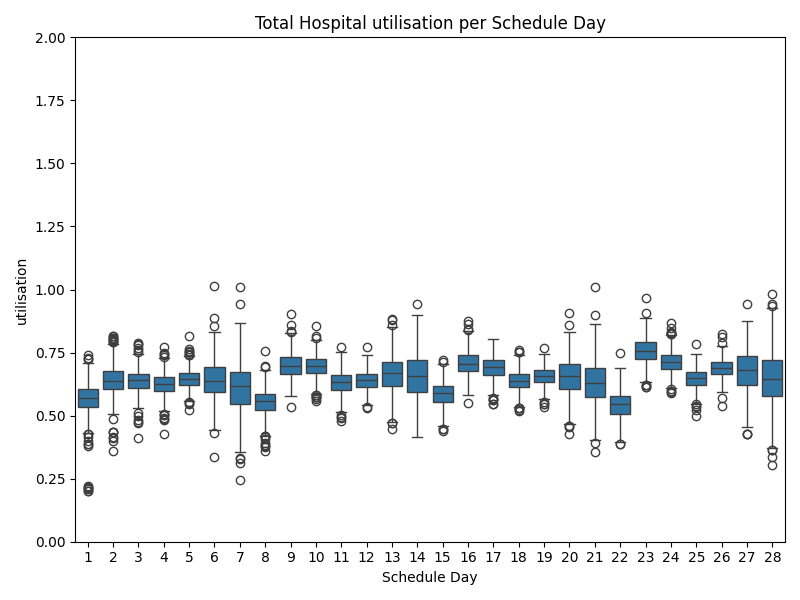 Total Hospital utilisation per Schedule Day
2.00
1.75
1.50
1.25
1.00
0.75
0.50
0.25
0.00
utilisation
1 2 3 4 5 6 7 8 9 10 11 12 13 14 15 16 17 18 19 20 21 22 23 24 25 26 27 28
Schedule Day